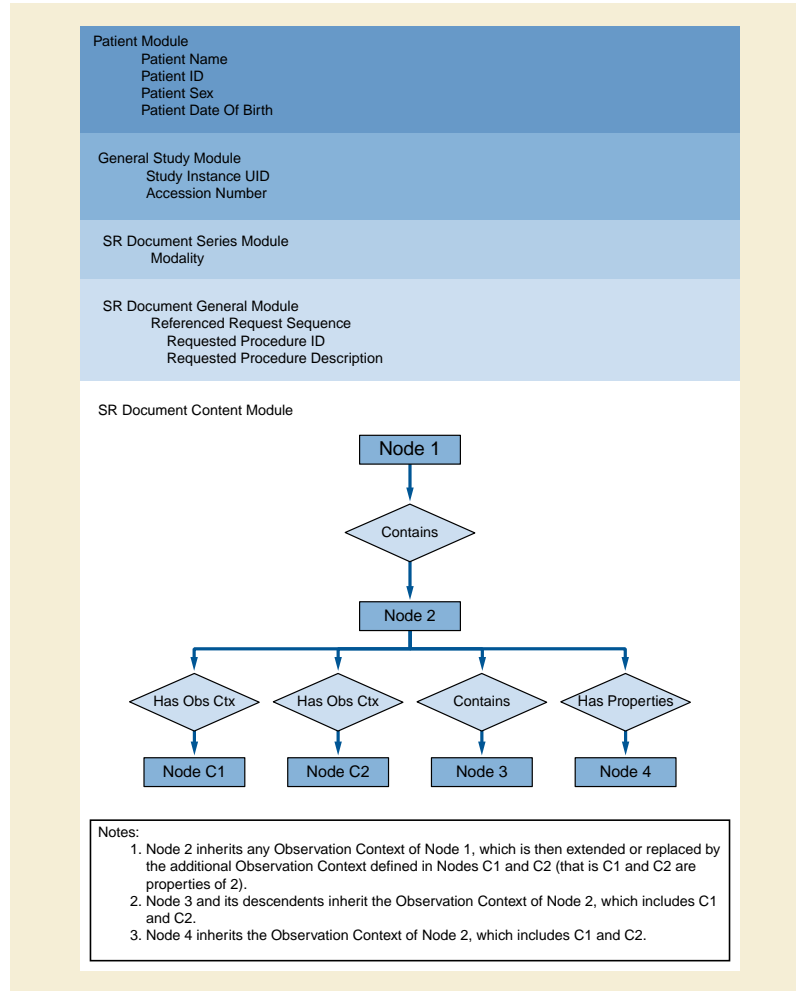 Patient Module
Patient Name
Patient ID
Patient Sex
Patient Date Of Birth
General Study Module
Study Instance UID
Accession Number
SR Document Series Module
Modality
SR Document General Module
Referenced Request Sequence
Requested Procedure ID
Requested Procedure Description
SR Document Content Module
Node 1
Contains
Node 2
Has Obs Ctx
Has Obs Ctx
Contains
Has Properties
Node C1
Node C2
Node 3
Node 4
Notes:
1. Node 2 inherits any Observation Context of Node 1, which is then extended or replaced by
the additional Observation Context defined in Nodes C1 and C2 (that is C1 and C2 are
properties of 2).
2. Node 3 and its descendents inherit the Observation Context of Node 2, which includes C1
and C2.
3. Node 4 inherits the Observation Context of Node 2, which includes C1 and C2.